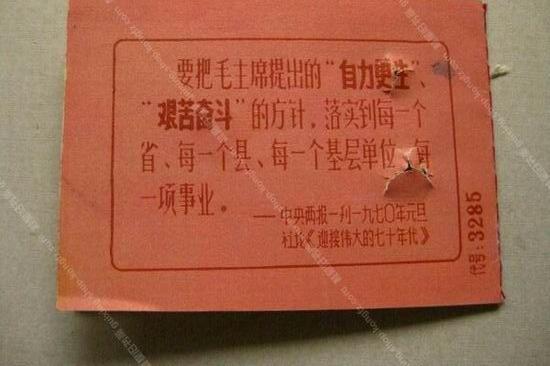 要把毛主席提出的“自力更生”、
“艰苦奋斗”的方针，落实到每一个
省、每一个县、每一个基层单位、每
一项事业。
——中央两报一刊一九七〇年元旦
社论《迎接伟大的七十年代》
代号：3285